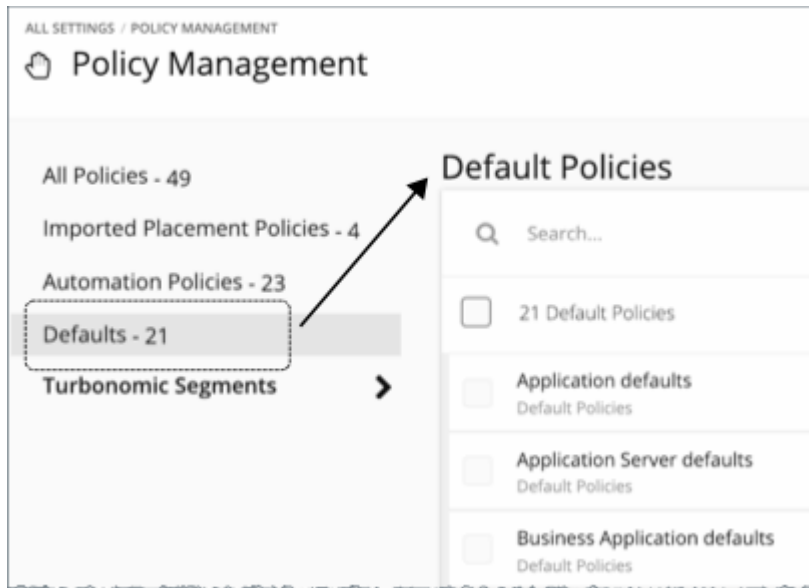 ALL SETTINGS / POLICY MANAGEMENT
Policy Management
All Policies - 49
Imported Placement Policies - 4
Automation Policies - 23
Defaults - 21
Turbonomic Segments
Default Policies
Search...
21 Default Policies
Application defaults
Default Policies
Application Server defaults
Default Policies
Business Application defaults
Default Policies